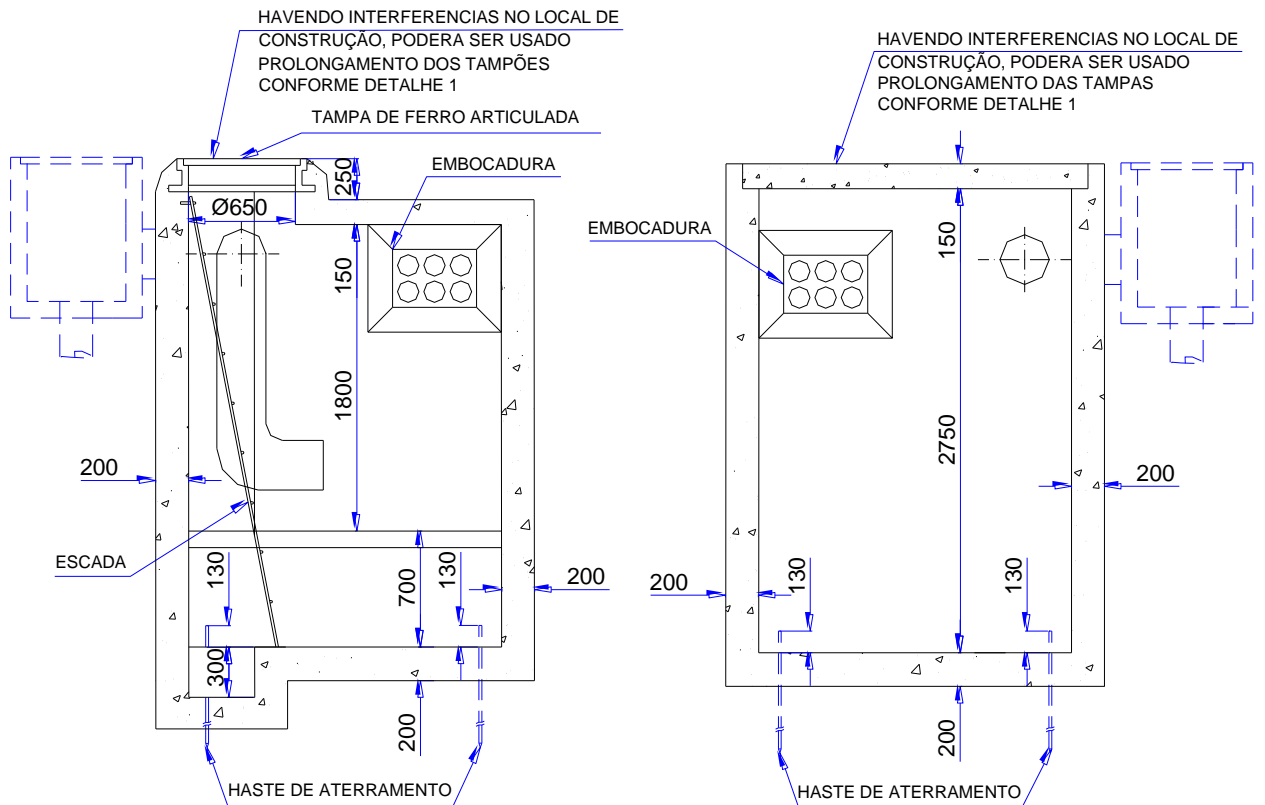 HAVENDO INTERFERENCIAS NO LOCAL DE
CONSTRUÇÃO, PODERA SER USADO
PROLONGAMENTO DOS TAMPÕES
CONFORME DETALHE 1
TAMPA DE FERRO ARTICULADA
EMBOCADURA
250
Ø650
150
1800
200
ESCADA
130
700
130
200
300
200
HASTE DE ATERRAMENTO
HAVENDO INTERFERENCIAS NO LOCAL DE
CONSTRUÇÃO, PODERA SER USADO
PROLONGAMENTO DAS TAMPAS
CONFORME DETALHE 1
EMBOCADURA
150
2750
200
200
130
130
200
HASTE DE ATERRAMENTO